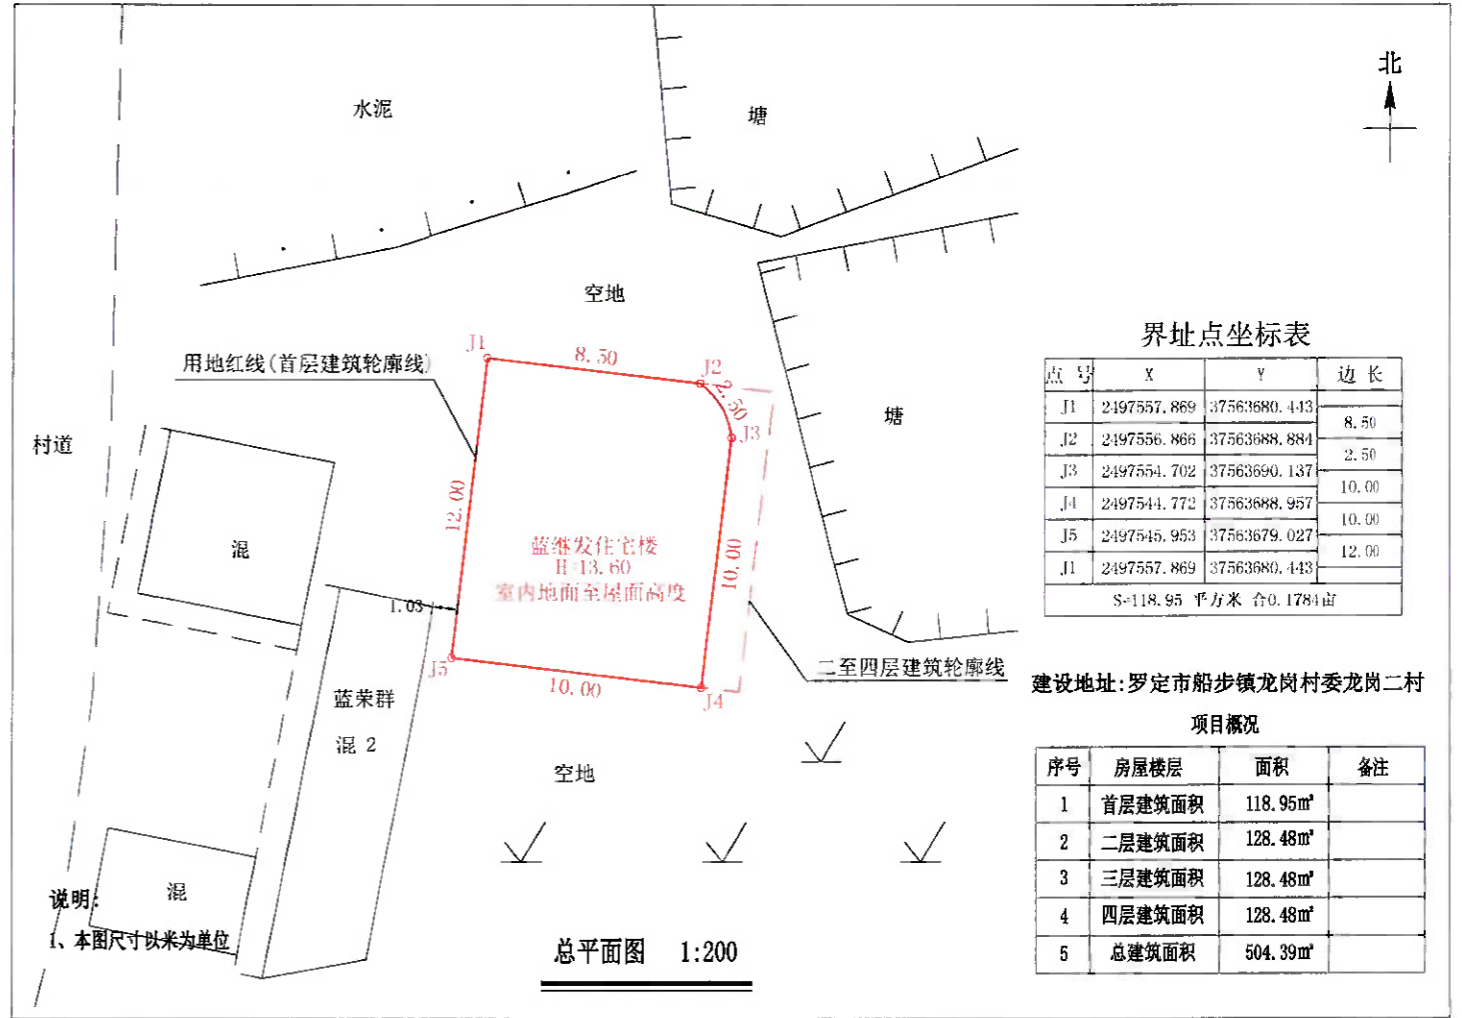 北
水泥
塘
空地
用地红线(首层建筑轮廓线)
J1
8.50
J2
2.50
J3
塘
村道
混
12.00
蓝继发住宅楼
H=13.60
室内地面至屋面高度
10.00
1.03
J5
10.00
J4
二至四层建筑轮廓线
蓝荣群
混 2
空地
混
说明:
1、本图尺寸以米为单位
总平面图 1:200
界址点坐标表
点 号 X Y 边 长
J1 2497557.869 37563680.443
8.50
J2 2497556.866 37563688.884
2.50
J3 2497554.702 37563690.137
10.00
J4 2497544.772 37563688.957
10.00
J5 2497545.953 37563679.027
12.00
J1 2497557.869 37563680.443
S=118.95 平方米 合0.1784亩
建设地址:罗定市船步镇龙岗村委龙岗二村
项目概况
序号 房屋楼层 面积 备注
1 首层建筑面积 118.95m²
2 二层建筑面积 128.48m²
3 三层建筑面积 128.48m²
4 四层建筑面积 128.48m²
5 总建筑面积 504.39m²